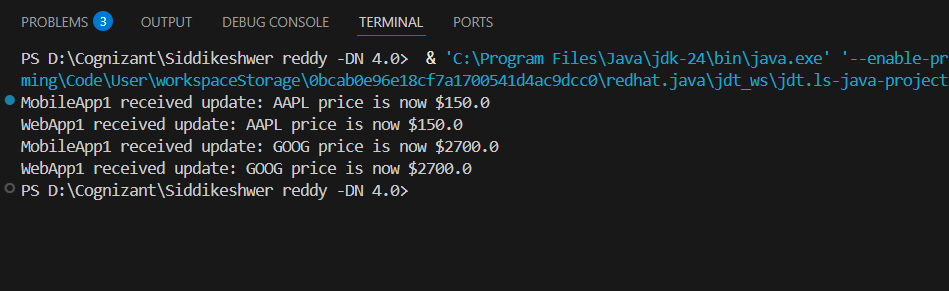 PROBLEMS 3 OUTPUT DEBUG CONSOLE TERMINAL PORTS
PS D:\Cognizant\Siddikeshwer reddy -DN 4.0> & 'C:\Program Files\Java\jdk-24\bin\java.exe' '--enable-pr
ming\Code\User\workspaceStorage\0bcab0e96e18cf7a1700541d4ac9dcc0\redhat.java\jdt_ws\jdt.ls-java-project
MobileApp1 received update: AAPL price is now $150.0
WebApp1 received update: AAPL price is now $150.0
MobileApp1 received update: GOOG price is now $2700.0
WebApp1 received update: GOOG price is now $2700.0
PS D:\Cognizant\Siddikeshwer reddy -DN 4.0>